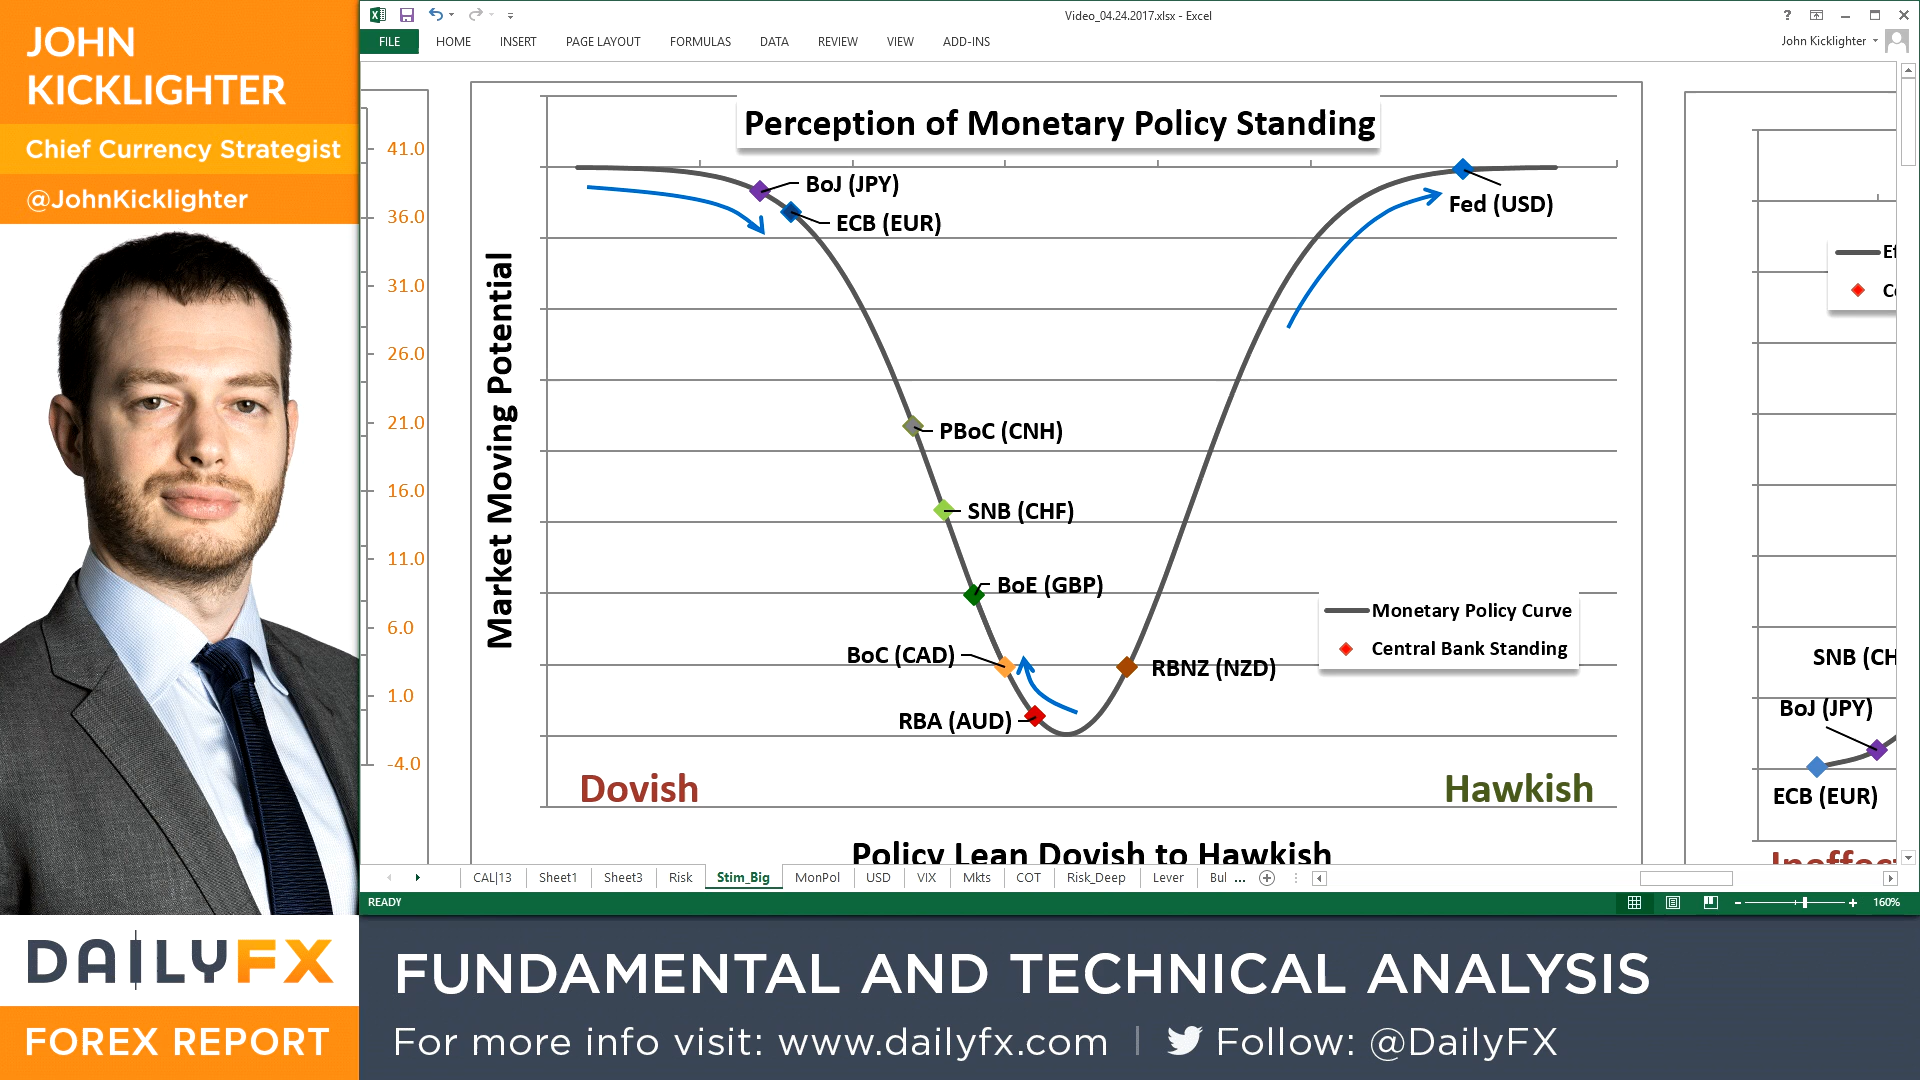 JOHN
KICKLIGHTER
Chief Currency Strategist
@JohnKicklighter
Video_04.24.2017.xlsx - Excel
FILE HOME INSERT PAGE LAYOUT FORMULAS DATA REVIEW VIEW ADD-INS
John Kicklighter
41.0
36.0
31.0
26.0
21.0
16.0
11.0
6.0
1.0
-4.0
Perception of Monetary Policy Standing
Market Moving Potential
BoJ (JPY)
ECB (EUR)
Fed (USD)
PBoC (CNH)
SNB (CHF)
BoE (GBP)
BoC (CAD)
RBNZ (NZD)
RBA (AUD)
Monetary Policy Curve
Central Bank Standing
Dovish
Hawkish
Policy Lean Dovish to Hawkish
SNB (CH
BoJ (JPY)
ECB (EUR)
CAL|13 Sheet1 Sheet3 Risk Stim_Big MonPol USD VIX Mkts COT Risk_Deep Lever Bul ...
READY
160%
DAILYFX
FOREX REPORT
FUNDAMENTAL AND TECHNICAL ANALYSIS
For more info visit: www.dailyfx.com | Follow: @DailyFX